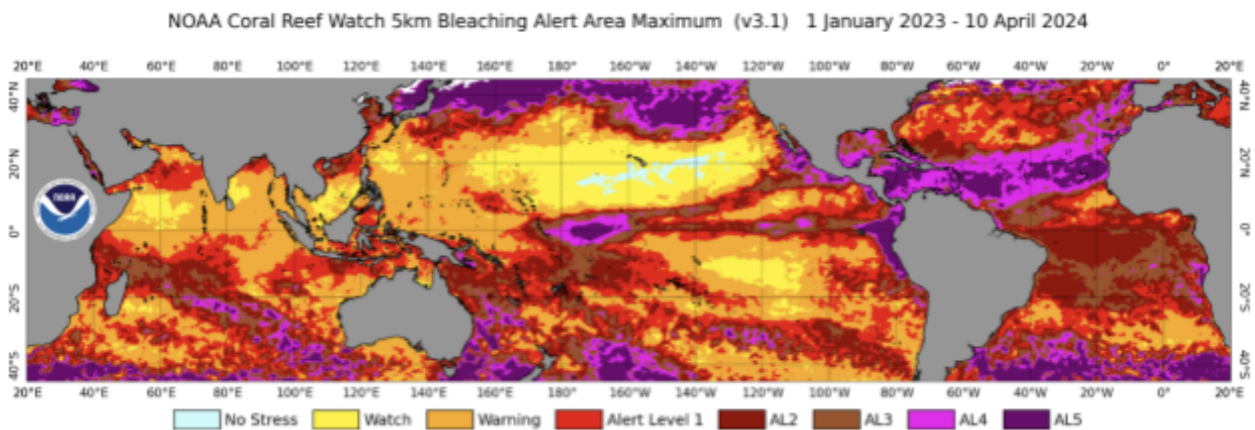 NOAA Coral Reef Watch 5km Bleaching Alert Area Maximum (v3.1) 1 January 2023 - 10 April 2024
20°E 40°E 60°E 80°E 100°E 120°E 140°E 160°E 180° 160°W 140°W 120°W 100°W 80°W 60°W 40°W 20°W 0° 20°E
40°N 40°N
20°N 20°N
noaa
0° 0°
20°S 20°S
40°S 40°S
20°E 40°E 60°E 80°E 100°E 120°E 140°E 160°E 180° 160°W 140°W 120°W 100°W 80°W 60°W 40°W 20°W 0° 20°E
No Stress Watch Warning Alert Level 1 AL2 AL3 AL4 AL5